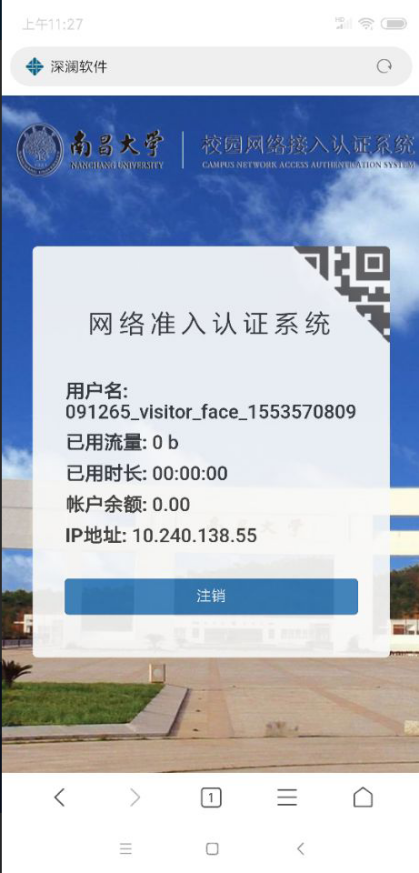 上午11:27
HD
深澜软件
南昌大学
NANCHANG UNIVERSITY
校园网络接入认证系统
CAMPUS NETWORK ACCESS AUTHENTICATION SYSTEM
网络准入认证系统
用户名:
091265_visitor_face_1553570809
已用流量: 0 b
已用时长: 00:00:00
帐户余额: 0.00
IP地址: 10.240.138.55
注销
1